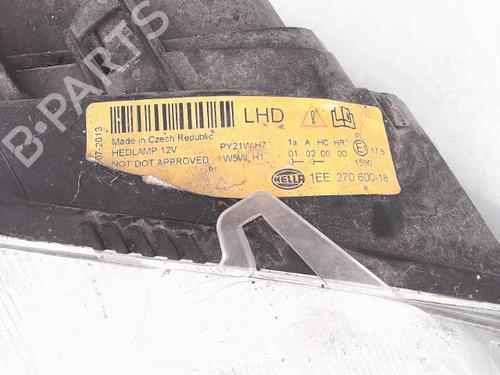 B-PARTS
07-2013
LHD
Made in Czech Republic
HEDLAMP 12V
NOT DOT APPROVED
PY21W,H7
W5W, H1
1a A HC HR
01 02 00 00
E 17.5
1590
HELLA
1EE 270 600-18